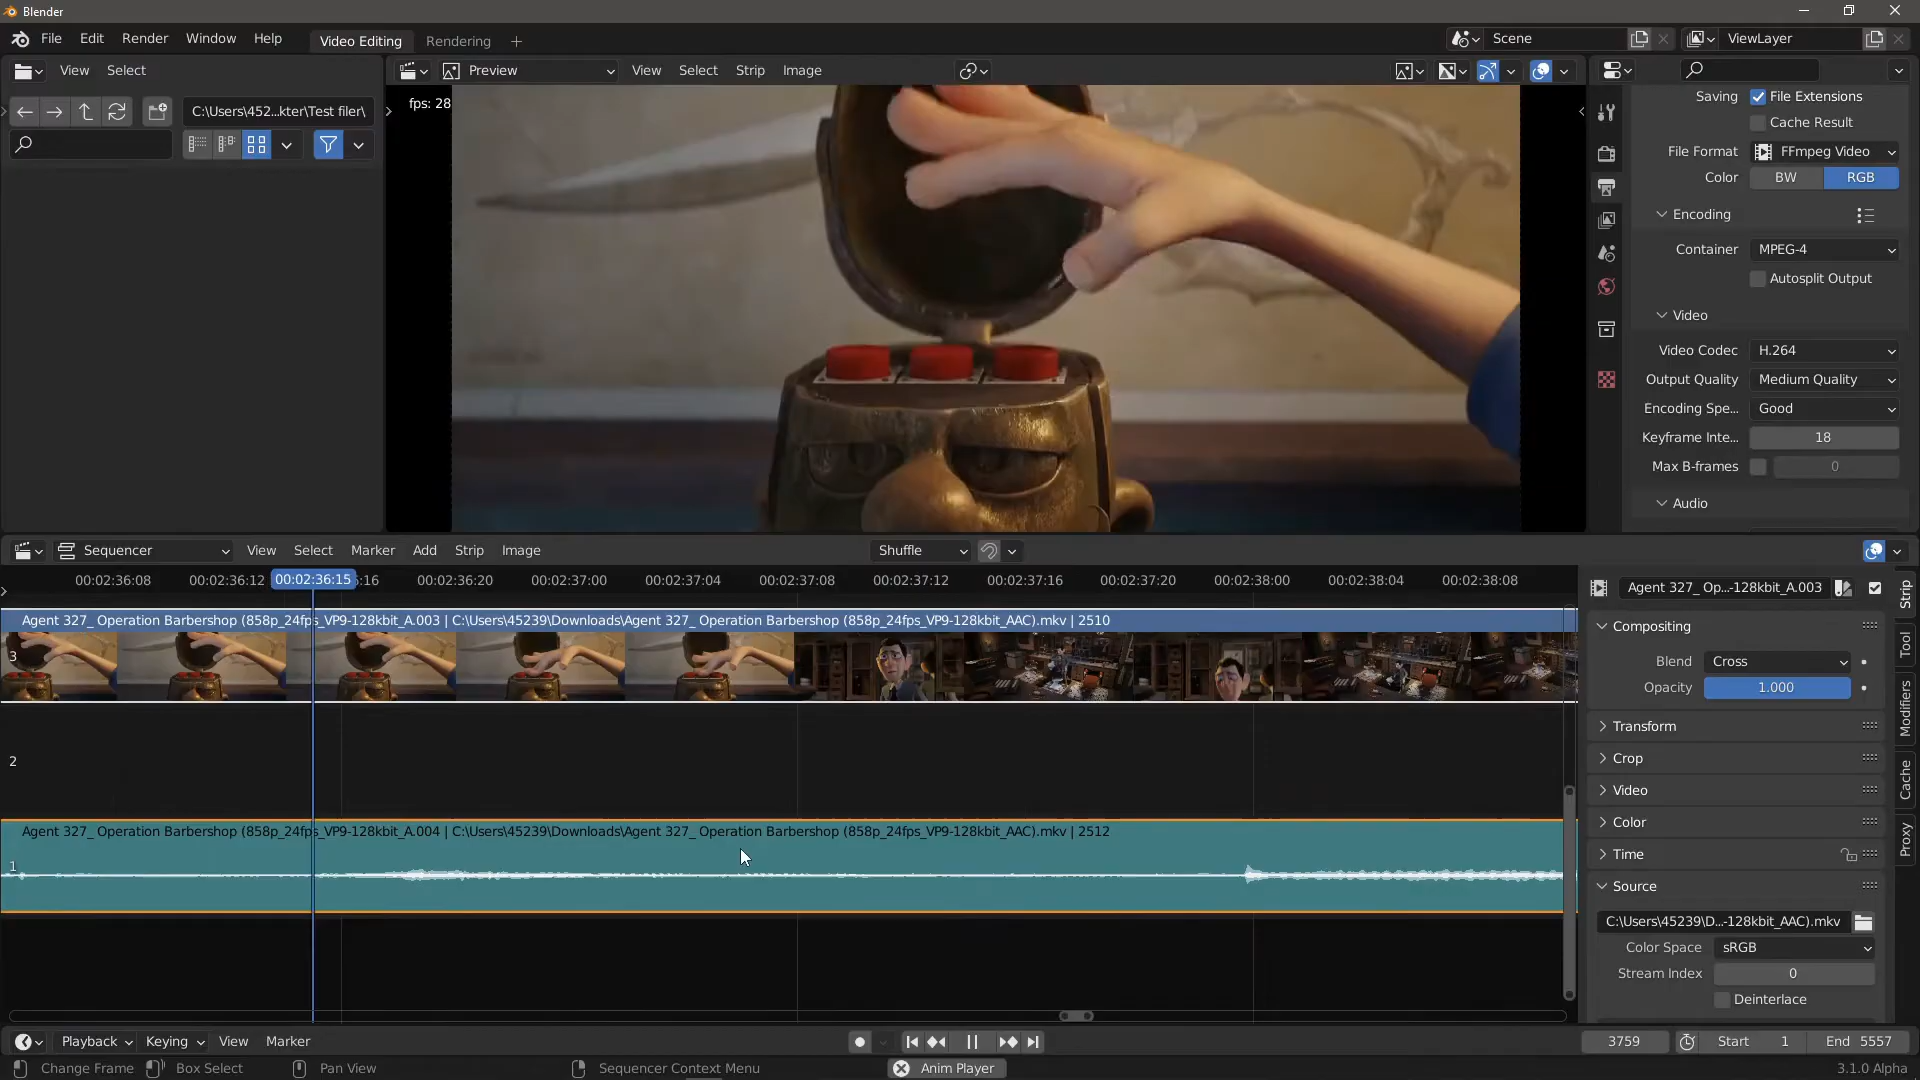 Blender
File Edit Render Window Help Video Editing Rendering + Scene ViewLayer
View Select Preview View Select Strip Image
C:\Users\452...kter\Test filer\
fps: 28
Saving File Extensions
Cache Result
File Format FFmpeg Video
Color BW RGB
Encoding
Container MPEG-4
Autosplit Output
Video
Video Codec H.264
Output Quality Medium Quality
Encoding Spe... Good
Keyframe Inte... 18
Max B-frames 0
Audio
Sequencer View Select Marker Add Strip Image Shuffle
00:02:36:08 00:02:36:12 00:02:36:15 :16 00:02:36:20 00:02:37:00 00:02:37:04 00:02:37:08 00:02:37:12 00:02:37:16 00:02:37:20 00:02:38:00 00:02:38:04 00:02:38:08
Agent 327_ Operation Barbershop (858p_24fps_VP9-128kbit_A.003 | C:\Users\45239\Downloads\Agent 327_ Operation Barbershop (858p_24fps_VP9-128kbit_AAC).mkv | 2510
3
2
Agent 327_ Operation Barbershop (858p_24fps_VP9-128kbit_A.004 | C:\Users\45239\Downloads\Agent 327_ Operation Barbershop (858p_24fps_VP9-128kbit_AAC).mkv | 2512
1
Agent 327_ Op...-128kbit_A.003
Compositing
Blend Cross
Opacity 1.000
Transform
Crop
Video
Color
Time
Source
C:\Users\45239\D...-128kbit_AAC).mkv
Color Space sRGB
Stream Index 0
Deinterlace
Strip
Tool
Modifiers
Cache
Proxy
Playback Keying View Marker 3759 Start 1 End 5557
Change Frame Box Select Pan View Sequencer Context Menu Anim Player 3.1.0 Alpha